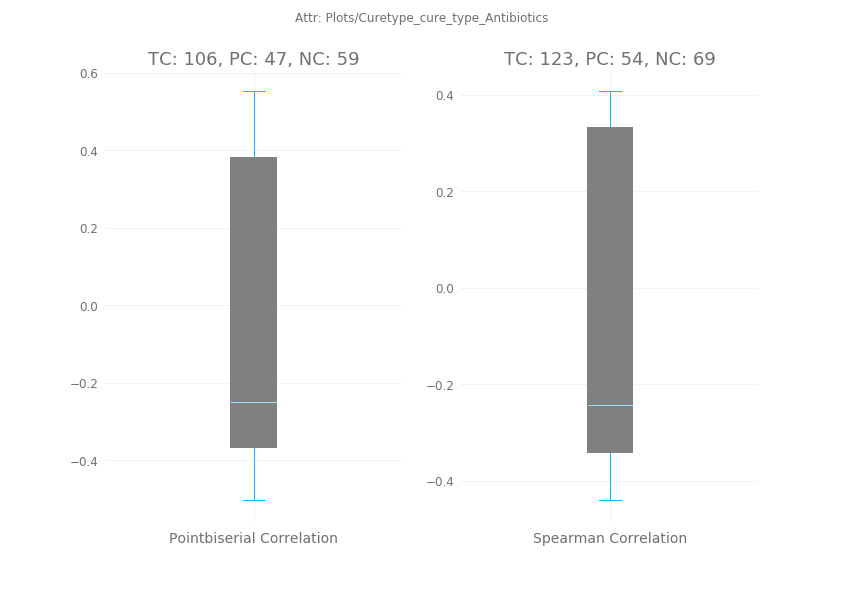 Attr: Plots/Curetype_cure_type_Antibiotics
TC: 106, PC: 47, NC: 59
0.6
0.4
0.2
0.0
−0.2
−0.4
Pointbiserial Correlation
TC: 123, PC: 54, NC: 69
0.4
0.2
0.0
−0.2
−0.4
Spearman Correlation